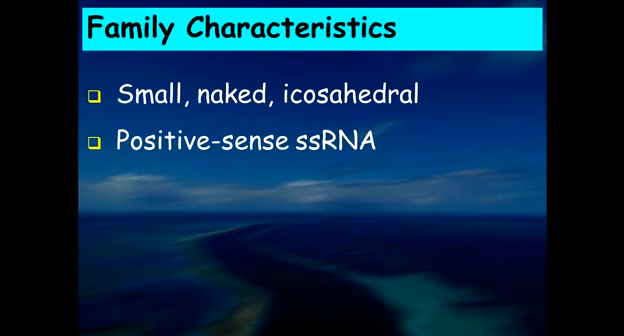 Family Characteristics
Small, naked, icosahedral
Positive-sense ssRNA